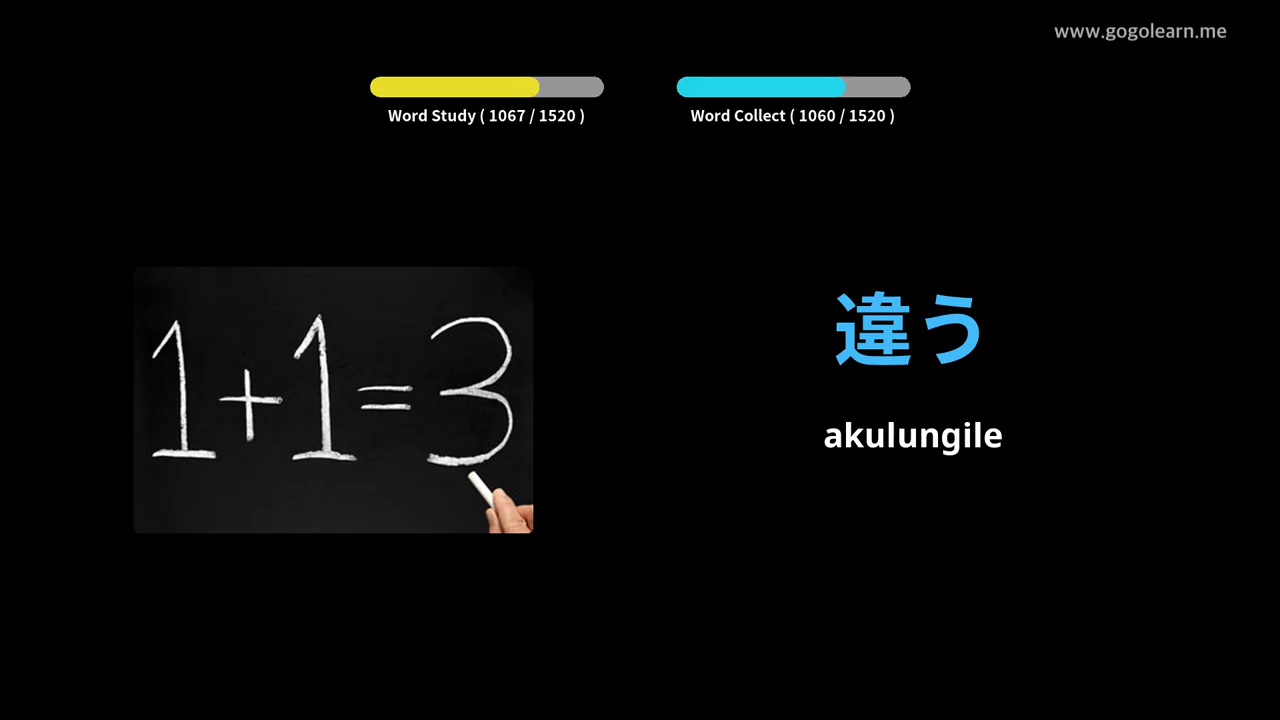 www.gogolearn.me
Word Study ( 1067 / 1520 )
Word Collect ( 1060 / 1520 )
1+1=3
違う
akulungile